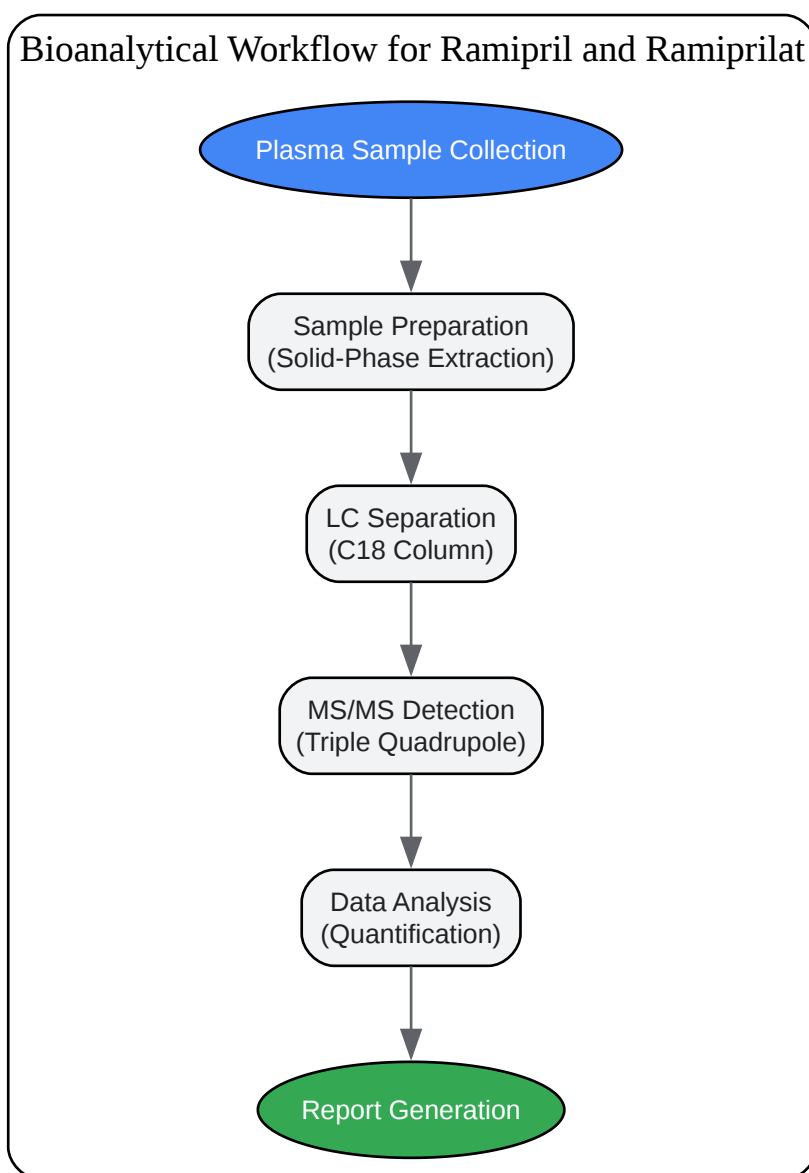 Bioanalytical Workflow for Ramipril and Ramiprilat
Plasma Sample Collection
Sample Preparation
(Solid-Phase Extraction)
LC Separation
(C18 Column)
MS/MS Detection
(Triple Quadrupole)
Data Analysis
(Quantification)
Report Generation